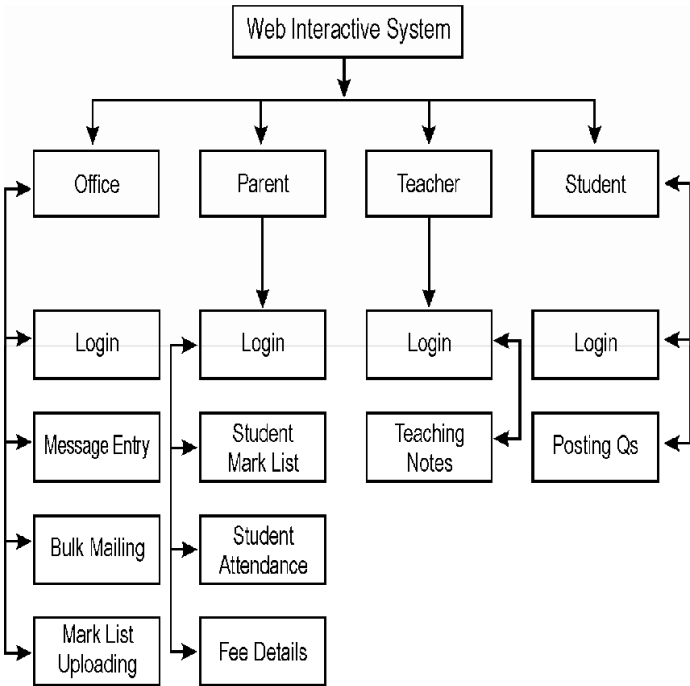 Web Interactive System
Office
Parent
Teacher
Student
Login
Login
Login
Login
Message Entry
Student
Mark List
Teaching
Notes
Posting Qs
Bulk Mailing
Student
Attendance
Mark List
Uploading
Fee Details